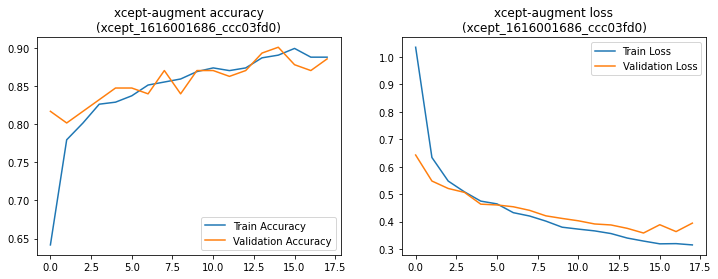 xcept-augment accuracy
(xcept_1616001686_ccc03fd0)
0.90
0.85
0.80
0.75
0.70
0.65
0.0 2.5 5.0 7.5 10.0 12.5 15.0 17.5
Train Accuracy
Validation Accuracy
xcept-augment loss
(xcept_1616001686_ccc03fd0)
1.0
0.9
0.8
0.7
0.6
0.5
0.4
0.3
0.0 2.5 5.0 7.5 10.0 12.5 15.0 17.5
Train Loss
Validation Loss